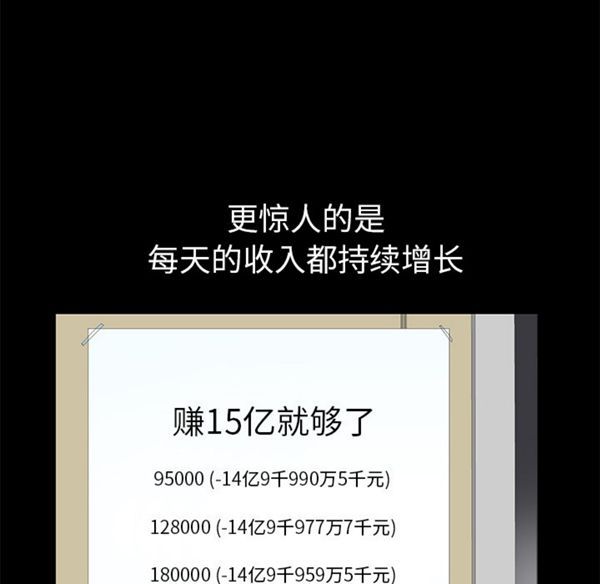 更惊人的是
每天的收入都持续增长
赚15亿就够了
95000 (-14亿9千990万5千元)
128000 (-14亿9千977万7千元)
180000 (-14亿9千959万5千元)